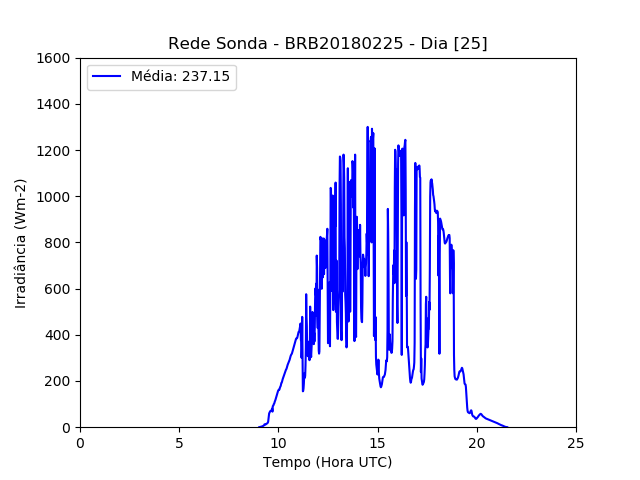 Rede Sonda - BRB20180225 - Dia [25]
Média: 237.15
Irradiância (Wm-2)
1600
1400
1200
1000
800
600
400
200
0
0 5 10 15 20 25
Tempo (Hora UTC)